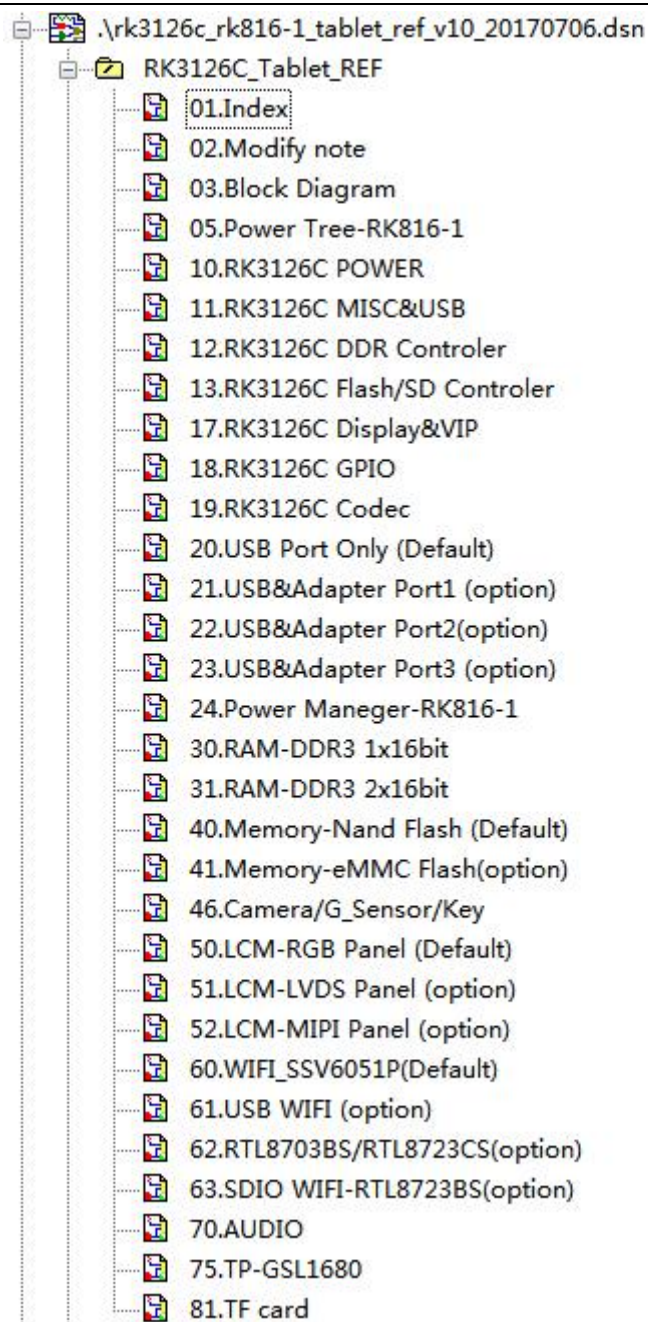 .\rk3126c_rk816-1_tablet_ref_v10_20170706.dsn
RK3126C_Tablet_REF
01.Index
02.Modify note
03.Block Diagram
05.Power Tree-RK816-1
10.RK3126C POWER
11.RK3126C MISC&USB
12.RK3126C DDR Controler
13.RK3126C Flash/SD Controler
17.RK3126C Display&VIP
18.RK3126C GPIO
19.RK3126C Codec
20.USB Port Only (Default)
21.USB&Adapter Port1 (option)
22.USB&Adapter Port2(option)
23.USB&Adapter Port3 (option)
24.Power Maneger-RK816-1
30.RAM-DDR3 1x16bit
31.RAM-DDR3 2x16bit
40.Memory-Nand Flash (Default)
41.Memory-eMMC Flash(option)
46.Camera/G_Sensor/Key
50.LCM-RGB Panel (Default)
51.LCM-LVDS Panel (option)
52.LCM-MIPI Panel (option)
60.WIFI_SSV6051P(Default)
61.USB WIFI (option)
62.RTL8703BS/RTL8723CS(option)
63.SDIO WIFI-RTL8723BS(option)
70.AUDIO
75.TP-GSL1680
81.TF card